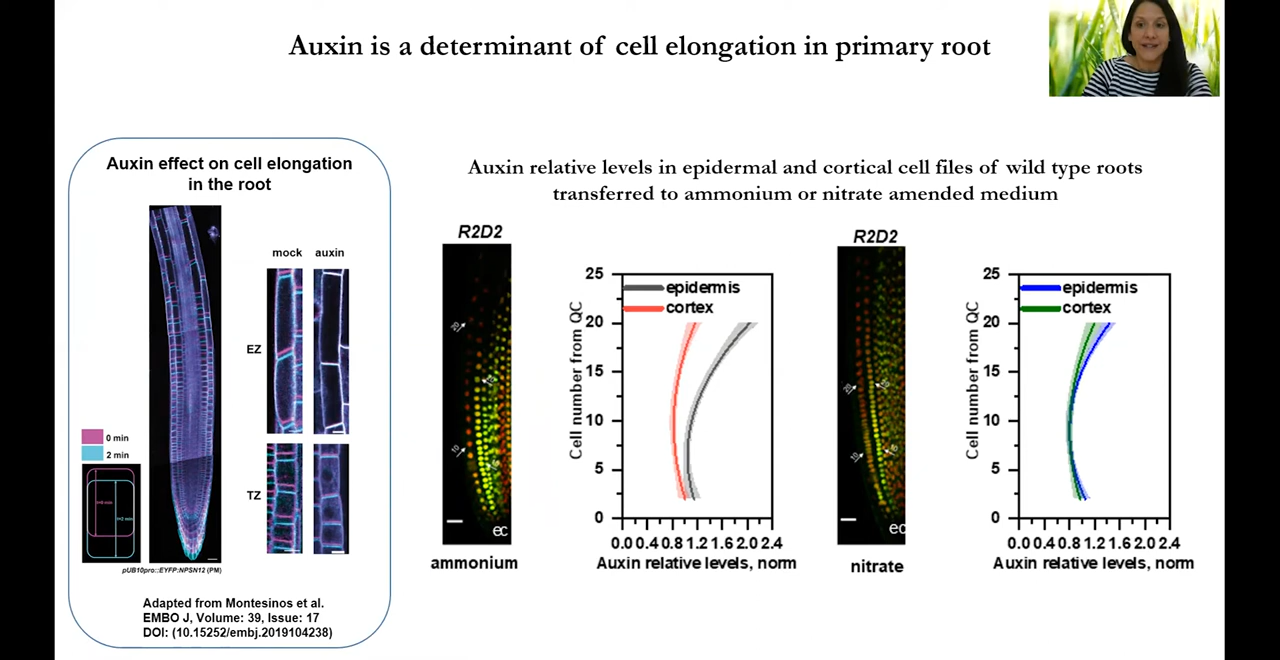 Auxin is a determinant of cell elongation in primary root
Auxin effect on cell elongation
in the root
mock auxin
EZ
TZ
0 min
2 min
pUB10pro::EYFP:NPSN12 (PM)
Adapted from Montesinos et al.
EMBO J, Volume: 39, Issue: 17
DOI: (10.15252/embj.2019104238)
Auxin relative levels in epidermal and cortical cell files of wild type roots
transferred to ammonium or nitrate amended medium
R2D2
20
10
ec
ammonium
25
20
15
10
5
0
Cell number from QC
epidermis
cortex
0.0 0.4 0.8 1.2 1.6 2.0 2.4
Auxin relative levels, norm
R2D2
20
10
ec
nitrate
25
20
15
10
5
0
Cell number from QC
epidermis
cortex
0.0 0.4 0.8 1.2 1.6 2.0 2.4
Auxin relative levels, norm